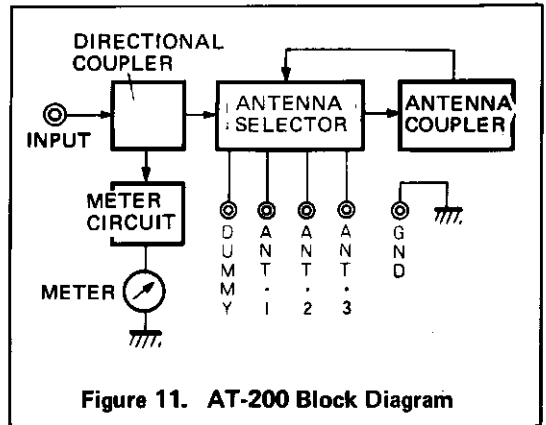 DIRECTIONAL
COUPLER
INPUT
ANTENNA
SELECTOR
ANTENNA
COUPLER
METER
CIRCUIT
METER
DUMMY
ANT.1
ANT.2
ANT.3
GND
Figure 11. AT-200 Block Diagram